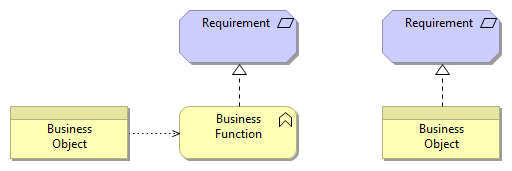 Requirement
Requirement
Business
Object
Business
Function
Business
Object